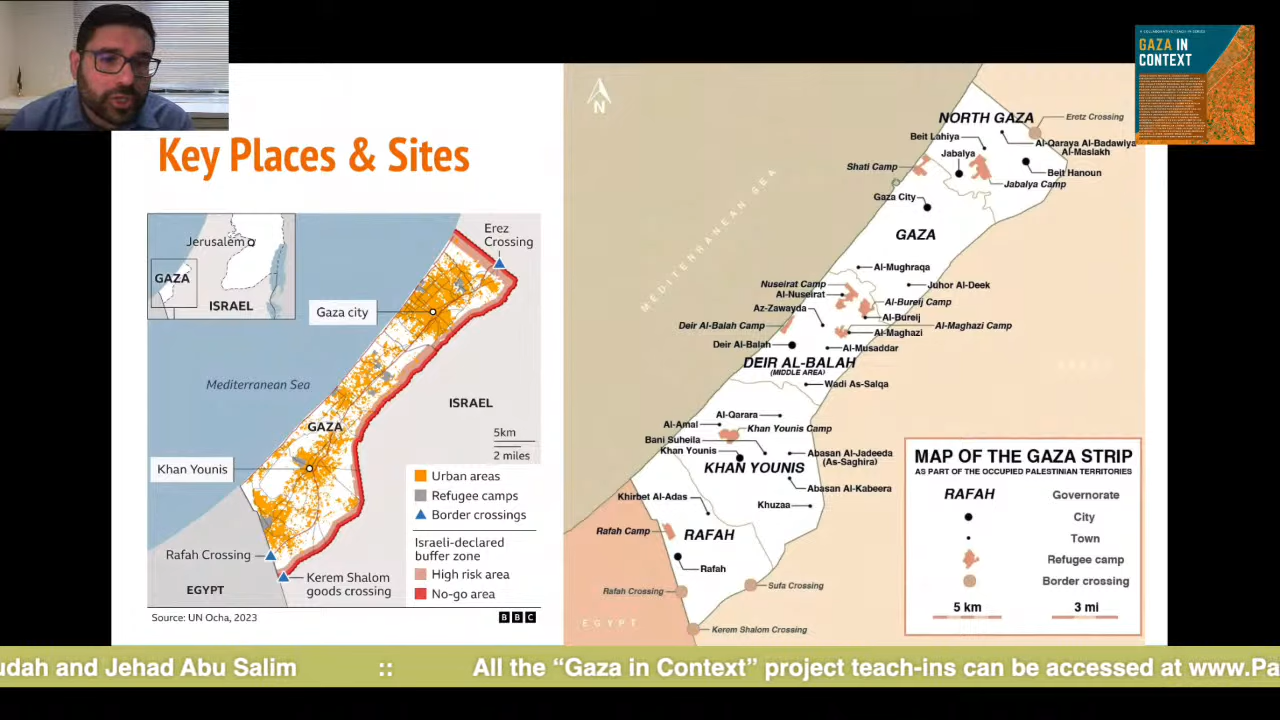 A COLLABORATIVE TEACH-IN SERIES
GAZA IN
CONTEXT
Key Places & Sites
Jerusalem
GAZA
ISRAEL
Erez
Crossing
Gaza city
Mediterranean Sea
ISRAEL
GAZA
5km
2 miles
Khan Younis
Urban areas
Refugee camps
Border crossings
Israeli-declared
buffer zone
High risk area
No-go area
Rafah Crossing
EGYPT
Kerem Shalom
goods crossing
Source: UN Ocha, 2023
BBC
N
MEDITERRANEAN SEA
NORTH GAZA
Eretz Crossing
Beit Lahiya
Al-Qaraya Al-Badawiya
Al-Maslakh
Jabalya
Shati Camp
Beit Hanoun
Jabalya Camp
Gaza City
GAZA
Al-Mughraqa
Nuseirat Camp
Juhor Al-Deek
Al-Nuseirat
Al-Bureij Camp
Az-Zawayda
Al-Bureij
Deir Al-Balah Camp
Al-Maghazi Camp
Al-Maghazi
Deir Al-Balah
Al-Musaddar
DEIR AL-BALAH
(MIDDLE AREA)
Wadi As-Salqa
Al-Qarara
Al-Amal
Khan Younis Camp
Bani Suheila
Khan Younis
Abasan Al-Jadeeda
(As-Saghira)
KHAN YOUNIS
Abasan Al-Kabeera
Khirbet Al-Adas
Khuzaa
Rafah Camp
RAFAH
Rafah
Sufa Crossing
Rafah Crossing
EGYPT
Kerem Shalom Crossing
MAP OF THE GAZA STRIP
AS PART OF THE OCCUPIED PALESTINIAN TERRITORIES
RAFAH Governorate
City
Town
Refugee camp
Border crossing
5 km 3 mi
udah and Jehad Abu Salim :: All the “Gaza in Context” project teach-ins can be accessed at www.Pa